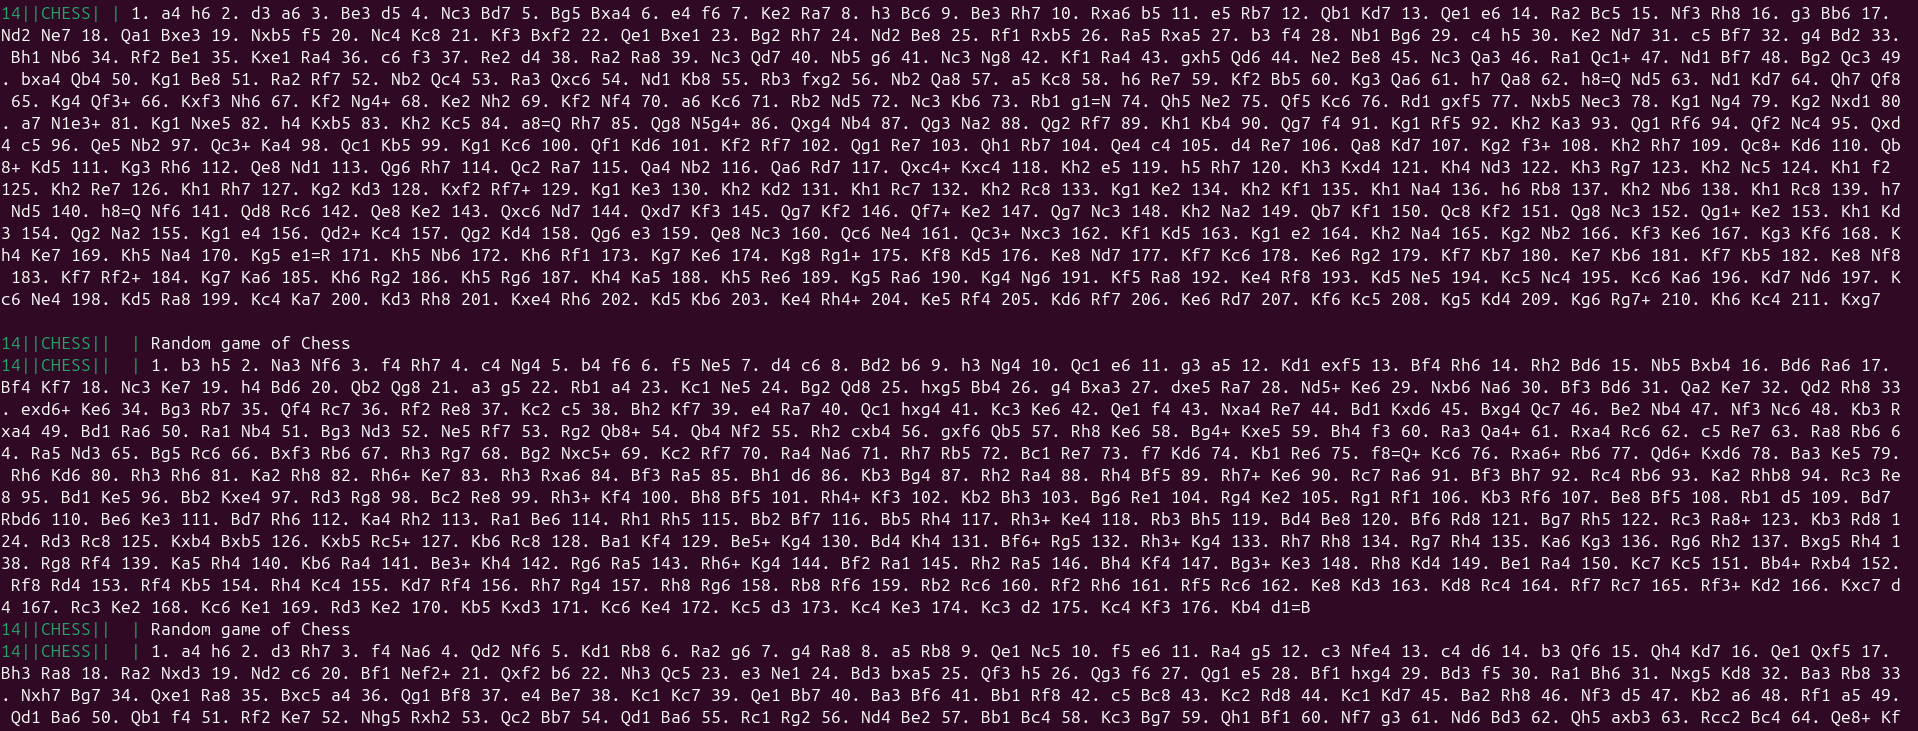 14||CHESS| | 1. a4 h6 2. d3 a6 3. Be3 d5 4. Nc3 Bd7 5. Bg5 Bxa4 6. e4 f6 7. Ke2 Ra7 8. h3 Bc6 9. Be3 Rh7 10. Rxa6 b5 11. e5 Rb7 12. Qb1 Kd7 13. Qe1 e6 14. Ra2 Bc5 15. Nf3 Rh8 16. g3 Bb6 17.
Nd2 Ne7 18. Qa1 Bxe3 19. Nxb5 f5 20. Nc4 Kc8 21. Kf3 Bxf2 22. Qe1 Bxe1 23. Bg2 Rh7 24. Nd2 Be8 25. Rf1 Rxb5 26. Ra5 Rxa5 27. b3 f4 28. Nb1 Bg6 29. c4 h5 30. Ke2 Nd7 31. c5 Bf7 32. g4 Bd2 33.
Bh1 Nb6 34. Rf2 Be1 35. Kxe1 Ra4 36. c6 f3 37. Re2 d4 38. Ra2 Ra8 39. Nc3 Qd7 40. Nb5 g6 41. Nc3 Ng8 42. Kf1 Ra4 43. gxh5 Qd6 44. Ne2 Be8 45. Nc3 Qa3 46. Ra1 Qc1+ 47. Nd1 Bf7 48. Bg2 Qc3 49
. bxa4 Qb4 50. Kg1 Be8 51. Ra2 Rf7 52. Nb2 Qc4 53. Ra3 Qxc6 54. Nd1 Kb8 55. Rb3 fxg2 56. Nb2 Qa8 57. a5 Kc8 58. h6 Re7 59. Kf2 Bb5 60. Kg3 Qa6 61. h7 Qa8 62. h8=Q Nd5 63. Nd1 Kd7 64. Qh7 Qf8
65. Kg4 Qf3+ 66. Kxf3 Nh6 67. Kf2 Ng4+ 68. Ke2 Nh2 69. Kf2 Nf4 70. a6 Kc6 71. Rb2 Nd5 72. Nc3 Kb6 73. Rb1 g1=N 74. Qh5 Ne2 75. Qf5 Kc6 76. Rd1 gxf5 77. Nxb5 Nec3 78. Kg1 Ng4 79. Kg2 Nxd1 80
. a7 N1e3+ 81. Kg1 Nxe5 82. h4 Kxb5 83. Kh2 Kc5 84. a8=Q Rh7 85. Qg8 N5g4+ 86. Qxg4 Nb4 87. Qg3 Na2 88. Qg2 Rf7 89. Kh1 Kb4 90. Qg7 f4 91. Kg1 Rf5 92. Kh2 Ka3 93. Qg1 Rf6 94. Qf2 Nc4 95. Qxd
4 c5 96. Qe5 Nb2 97. Qc3+ Ka4 98. Qc1 Kb5 99. Kg1 Kc6 100. Qf1 Kd6 101. Kf2 Rf7 102. Qg1 Re7 103. Qh1 Rb7 104. Qe4 c4 105. d4 Re7 106. Qa8 Kd7 107. Kg2 f3+ 108. Kh2 Rh7 109. Qc8+ Kd6 110. Qb
8+ Kd5 111. Kg3 Rh6 112. Qe8 Nd1 113. Qg6 Rh7 114. Qc2 Ra7 115. Qa4 Nb2 116. Qa6 Rd7 117. Qxc4+ Kxc4 118. Kh2 e5 119. h5 Rh7 120. Kh3 Kxd4 121. Kh4 Nd3 122. Kh3 Rg7 123. Kh2 Nc5 124. Kh1 f2
125. Kh2 Re7 126. Kh1 Rh7 127. Kg2 Kd3 128. Kxf2 Rf7+ 129. Kg1 Ke3 130. Kh2 Kd2 131. Kh1 Rc7 132. Kh2 Rc8 133. Kg1 Ke2 134. Kh2 Kf1 135. Kh1 Na4 136. h6 Rb8 137. Kh2 Nb6 138. Kh1 Rc8 139. h7
Nd5 140. h8=Q Nf6 141. Qd8 Rc6 142. Qe8 Ke2 143. Qxc6 Nd7 144. Qxd7 Kf3 145. Qg7 Kf2 146. Qf7+ Ke2 147. Qg7 Nc3 148. Kh2 Na2 149. Qb7 Kf1 150. Qc8 Kf2 151. Qg8 Nc3 152. Qg1+ Ke2 153. Kh1 Kd
3 154. Qg2 Na2 155. Kg1 e4 156. Qd2+ Kc4 157. Qg2 Kd4 158. Qg6 e3 159. Qe8 Nc3 160. Qc6 Ne4 161. Qc3+ Nxc3 162. Kf1 Kd5 163. Kg1 e2 164. Kh2 Na4 165. Kg2 Nb2 166. Kf3 Ke6 167. Kg3 Kf6 168. K
h4 Ke7 169. Kh5 Na4 170. Kg5 e1=R 171. Kh5 Nb6 172. Kh6 Rf1 173. Kg7 Ke6 174. Kg8 Rg1+ 175. Kf8 Kd5 176. Ke8 Nd7 177. Kf7 Kc6 178. Ke6 Rg2 179. Kf7 Kb7 180. Ke7 Kb6 181. Kf7 Kb5 182. Ke8 Nf8
183. Kf7 Rf2+ 184. Kg7 Ka6 185. Kh6 Rg2 186. Kh5 Rg6 187. Kh4 Ka5 188. Kh5 Re6 189. Kg5 Ra6 190. Kg4 Ng6 191. Kf5 Ra8 192. Ke4 Rf8 193. Kd5 Ne5 194. Kc5 Nc4 195. Kc6 Ka6 196. Kd7 Nd6 197. K
c6 Ne4 198. Kd5 Ra8 199. Kc4 Ka7 200. Kd3 Rh8 201. Kxe4 Rh6 202. Kd5 Kb6 203. Ke4 Rh4+ 204. Ke5 Rf4 205. Kd6 Rf7 206. Ke6 Rd7 207. Kf6 Kc5 208. Kg5 Kd4 209. Kg6 Rg7+ 210. Kh6 Kc4 211. Kxg7
14||CHESS|| | Random game of Chess
14||CHESS|| | 1. b3 h5 2. Na3 Nf6 3. f4 Rh7 4. c4 Ng4 5. b4 f6 6. f5 Ne5 7. d4 c6 8. Bd2 b6 9. h3 Ng4 10. Qc1 e6 11. g3 a5 12. Kd1 exf5 13. Bf4 Rh6 14. Rh2 Bd6 15. Nb5 Bxb4 16. Bd6 Ra6 17.
Bf4 Kf7 18. Nc3 Ke7 19. h4 Bd6 20. Qb2 Qg8 21. a3 g5 22. Rb1 a4 23. Kc1 Ne5 24. Bg2 Qd8 25. hxg5 Bb4 26. g4 Bxa3 27. dxe5 Ra7 28. Nd5+ Ke6 29. Nxb6 Na6 30. Bf3 Bd6 31. Qa2 Ke7 32. Qd2 Rh8 33
. exd6+ Ke6 34. Bg3 Rb7 35. Qf4 Rc7 36. Rf2 Re8 37. Kc2 c5 38. Bh2 Kf7 39. e4 Ra7 40. Qc1 hxg4 41. Kc3 Ke6 42. Qe1 f4 43. Nxa4 Re7 44. Bd1 Kxd6 45. Bxg4 Qc7 46. Be2 Nb4 47. Nf3 Nc6 48. Kb3 R
xa4 49. Bd1 Ra6 50. Ra1 Nb4 51. Bg3 Nd3 52. Ne5 Rf7 53. Rg2 Qb8+ 54. Qb4 Nf2 55. Rh2 cxb4 56. gxf6 Qb5 57. Rh8 Ke6 58. Bg4+ Kxe5 59. Bh4 f3 60. Ra3 Qa4+ 61. Rxa4 Rc6 62. c5 Re7 63. Ra8 Rb6 6
4. Ra5 Nd3 65. Bg5 Rc6 66. Bxf3 Rb6 67. Rh3 Rg7 68. Bg2 Nxc5+ 69. Kc2 Rf7 70. Ra4 Na6 71. Rh7 Rb5 72. Bc1 Re7 73. f7 Kd6 74. Kb1 Re6 75. f8=Q+ Kc6 76. Rxa6+ Rb6 77. Qd6+ Kxd6 78. Ba3 Ke5 79.
Rh6 Kd6 80. Rh3 Rh6 81. Ka2 Rh8 82. Rh6+ Ke7 83. Rh3 Rxa6 84. Bf3 Ra5 85. Bh1 d6 86. Kb3 Bg4 87. Rh2 Ra4 88. Rh4 Bf5 89. Rh7+ Ke6 90. Rc7 Ra6 91. Bf3 Bh7 92. Rc4 Rb6 93. Ka2 Rhb8 94. Rc3 Re
8 95. Bd1 Ke5 96. Bb2 Kxe4 97. Rd3 Rg8 98. Bc2 Re8 99. Rh3+ Kf4 100. Bh8 Bf5 101. Rh4+ Kf3 102. Kb2 Bh3 103. Bg6 Re1 104. Rg4 Ke2 105. Rg1 Rf1 106. Kb3 Rf6 107. Be8 Bf5 108. Rb1 d5 109. Bd7
Rbd6 110. Be6 Ke3 111. Bd7 Rh6 112. Ka4 Rh2 113. Ra1 Be6 114. Rh1 Rh5 115. Bb2 Bf7 116. Bb5 Rh4 117. Rh3+ Ke4 118. Rb3 Bh5 119. Bd4 Be8 120. Bf6 Rd8 121. Bg7 Rh5 122. Rc3 Ra8+ 123. Kb3 Rd8 1
24. Rd3 Rc8 125. Kxb4 Bxb5 126. Kxb5 Rc5+ 127. Kb6 Rc8 128. Ba1 Kf4 129. Be5+ Kg4 130. Bd4 Kh4 131. Bf6+ Rg5 132. Rh3+ Kg4 133. Rh7 Rh8 134. Rg7 Rh4 135. Ka6 Kg3 136. Rg6 Rh2 137. Bxg5 Rh4 1
38. Rg8 Rf4 139. Ka5 Rh4 140. Kb6 Ra4 141. Be3+ Kh4 142. Rg6 Ra5 143. Rh6+ Kg4 144. Bf2 Ra1 145. Rh2 Ra5 146. Bh4 Kf4 147. Bg3+ Ke3 148. Rh8 Kd4 149. Be1 Ra4 150. Kc7 Kc5 151. Bb4+ Rxb4 152.
Rf8 Rd4 153. Rf4 Kb5 154. Rh4 Kc4 155. Kd7 Rf4 156. Rh7 Rg4 157. Rh8 Rg6 158. Rb8 Rf6 159. Rb2 Rc6 160. Rf2 Rh6 161. Rf5 Rc6 162. Ke8 Kd3 163. Kd8 Rc4 164. Rf7 Rc7 165. Rf3+ Kd2 166. Kxc7 d
4 167. Rc3 Ke2 168. Kc6 Ke1 169. Rd3 Ke2 170. Kb5 Kxd3 171. Kc6 Ke4 172. Kc5 d3 173. Kc4 Ke3 174. Kc3 d2 175. Kc4 Kf3 176. Kb4 d1=B
14||CHESS|| | Random game of Chess
14||CHESS|| | 1. a4 h6 2. d3 Rh7 3. f4 Na6 4. Qd2 Nf6 5. Kd1 Rb8 6. Ra2 g6 7. g4 Ra8 8. a5 Rb8 9. Qe1 Nc5 10. f5 e6 11. Ra4 g5 12. c3 Nfe4 13. c4 d6 14. b3 Qf6 15. Qh4 Kd7 16. Qe1 Qxf5 17.
Bh3 Ra8 18. Ra2 Nxd3 19. Nd2 c6 20. Bf1 Nef2+ 21. Qxf2 b6 22. Nh3 Qc5 23. e3 Ne1 24. Bd3 bxa5 25. Qf3 h5 26. Qg3 f6 27. Qg1 e5 28. Bf1 hxg4 29. Bd3 f5 30. Ra1 Bh6 31. Nxg5 Kd8 32. Ba3 Rb8 33
. Nxh7 Bg7 34. Qxe1 Ra8 35. Bxc5 a4 36. Qg1 Bf8 37. e4 Be7 38. Kc1 Kc7 39. Qe1 Bb7 40. Ba3 Bf6 41. Bb1 Rf8 42. c5 Bc8 43. Kc2 Rd8 44. Kc1 Kd7 45. Ba2 Rh8 46. Nf3 d5 47. Kb2 a6 48. Rf1 a5 49.
Qd1 Ba6 50. Qb1 f4 51. Rf2 Ke7 52. Nhg5 Rxh2 53. Qc2 Bb7 54. Qd1 Ba6 55. Rc1 Rg2 56. Nd4 Be2 57. Bb1 Bc4 58. Kc3 Bg7 59. Qh1 Bf1 60. Nf7 g3 61. Nd6 Bd3 62. Qh5 axb3 63. Rcc2 Bc4 64. Qe8+ Kf